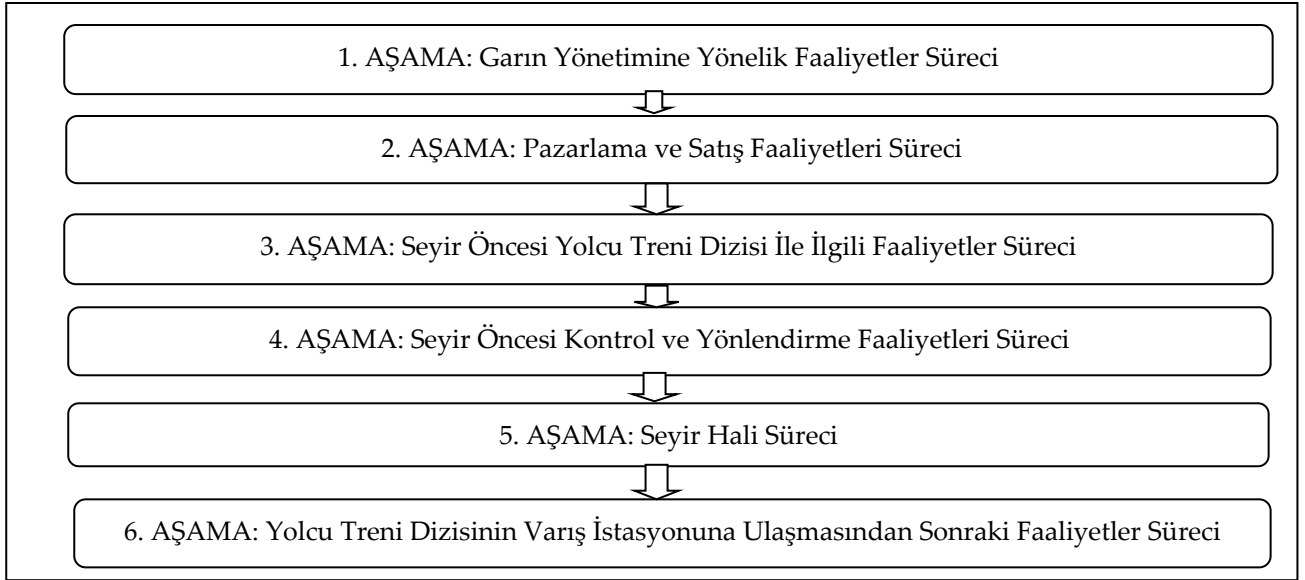 1. AŞAMA: Garın Yönetimine Yönelik Faaliyetler Süreci
2. AŞAMA: Pazarlama ve Satış Faaliyetleri Süreci
3. AŞAMA: Seyir Öncesi Yolcu Treni Dizisi İle İlgili Faaliyetler Süreci
4. AŞAMA: Seyir Öncesi Kontrol ve Yönlendirme Faaliyetleri Süreci
5. AŞAMA: Seyir Hali Süreci
6. AŞAMA: Yolcu Treni Dizisinin Varış İstasyonuna Ulaşmasından Sonraki Faaliyetler Süreci